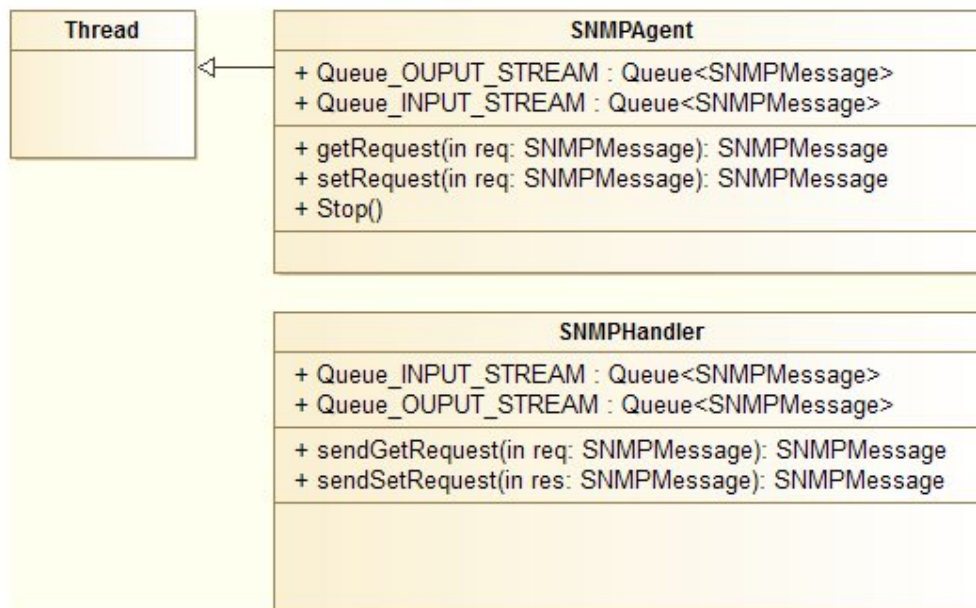 Thread
SNMPAgent
+ Queue_OUPUT_STREAM : Queue<SNMPMessage>
+ Queue_INPUT_STREAM : Queue<SNMPMessage>
+ getRequest(in req: SNMPMessage): SNMPMessage
+ setRequest(in req: SNMPMessage): SNMPMessage
+ Stop()
SNMPHandler
+ Queue_INPUT_STREAM : Queue<SNMPMessage>
+ Queue_OUPUT_STREAM : Queue<SNMPMessage>
+ sendGetRequest(in req: SNMPMessage): SNMPMessage
+ sendSetRequest(in res: SNMPMessage): SNMPMessage